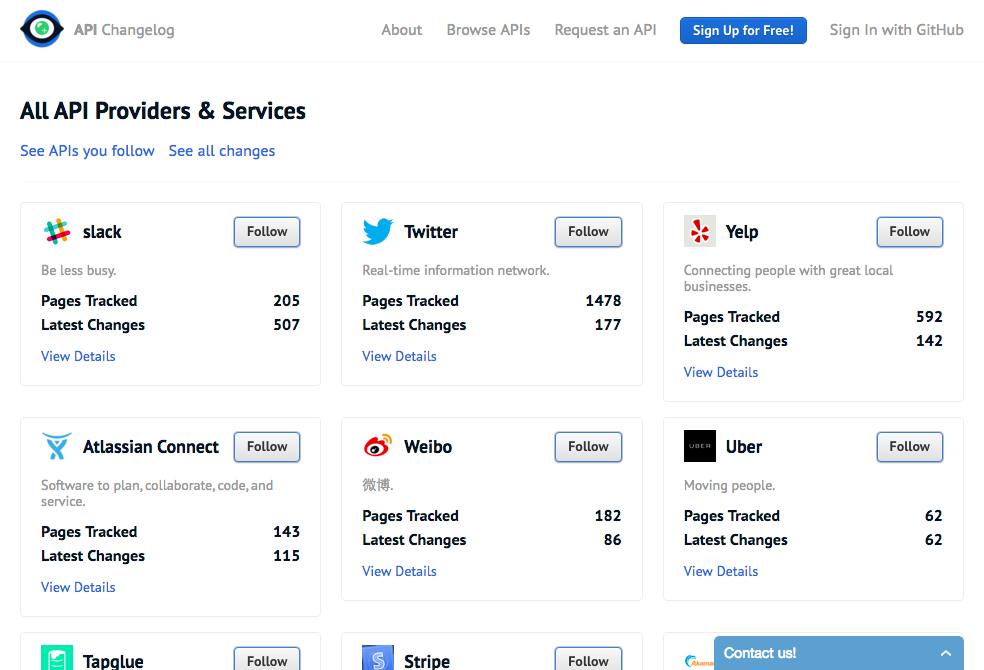 API Changelog
About Browse APIs Request an API Sign Up for Free! Sign In with GitHub
All API Providers & Services
See APIs you follow See all changes
slack Follow
Be less busy.
Pages Tracked 205
Latest Changes 507
View Details
Twitter Follow
Real-time information network.
Pages Tracked 1478
Latest Changes 177
View Details
Yelp Follow
Connecting people with great local
businesses.
Pages Tracked 592
Latest Changes 142
View Details
Atlassian Connect Follow
Software to plan, collaborate, code, and
service.
Pages Tracked 143
Latest Changes 115
View Details
Weibo Follow
微博.
Pages Tracked 182
Latest Changes 86
View Details
UBER
Uber Follow
Moving people.
Pages Tracked 62
Latest Changes 62
View Details
Tapglue Follow
S
Stripe Follow
Contact us!